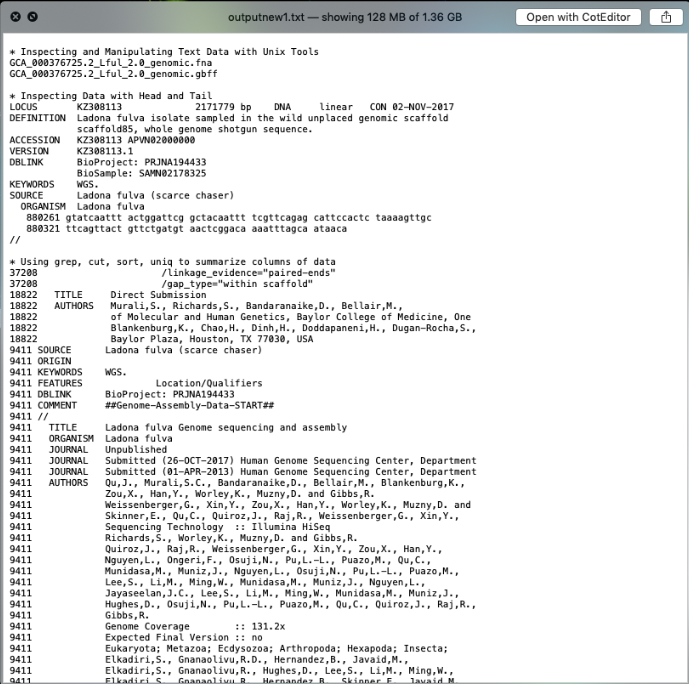 outputnew1.txt — showing 128 MB of 1.36 GB
Open with CotEditor
* Inspecting and Manipulating Text Data with Unix Tools
GCA_000376725.2_Lful_2.0_genomic.fna
GCA_000376725.2_Lful_2.0_genomic.gbff
* Inspecting Data with Head and Tail
LOCUS       KZ308113             2171779 bp    DNA     linear   CON 02-NOV-2017
DEFINITION  Ladona fulva isolate sampled in the wild unplaced genomic scaffold
            scaffold85, whole genome shotgun sequence.
ACCESSION   KZ308113 APVN02000000
VERSION     KZ308113.1
DBLINK      BioProject: PRJNA194433
            BioSample: SAMN02178325
KEYWORDS    WGS.
SOURCE      Ladona fulva (scarce chaser)
  ORGANISM  Ladona fulva
   880261 gtatcaattt actggattcg gctacaattt tcgttcagag cattccactc taaaagttgc
   880321 ttcagttact gttctgatgt aactcggaca aaatttagca ataaca
//
* Using grep, cut, sort, uniq to summarize columns of data
37208                      /linkage_evidence="paired-ends"
37208                      /gap_type="within scaffold"
18822   TITLE     Direct Submission
18822   AUTHORS   Murali,S., Richards,S., Bandaranaike,D., Bellair,M.,
18822             of Molecular and Human Genetics, Baylor College of Medicine, One
18822             Blankenburg,K., Chao,H., Dinh,H., Doddapaneni,H., Dugan-Rocha,S.,
18822             Baylor Plaza, Houston, TX 77030, USA
9411 SOURCE      Ladona fulva (scarce chaser)
9411 ORIGIN
9411 KEYWORDS    WGS.
9411 FEATURES             Location/Qualifiers
9411 DBLINK      BioProject: PRJNA194433
9411 COMMENT     ##Genome-Assembly-Data-START##
9411 //
9411   TITLE     Ladona fulva Genome sequencing and assembly
9411   ORGANISM  Ladona fulva
9411   JOURNAL   Unpublished
9411   JOURNAL   Submitted (26-OCT-2017) Human Genome Sequencing Center, Department
9411   JOURNAL   Submitted (01-APR-2013) Human Genome Sequencing Center, Department
9411   AUTHORS   Qu,J., Murali,S.C., Bandaranaike,D., Bellair,M., Blankenburg,K.,
9411             Zou,X., Han,Y., Worley,K., Muzny,D. and Gibbs,R.
9411             Weissenberger,G., Xin,Y., Zou,X., Han,Y., Worley,K., Muzny,D. and
9411             Skinner,E., Qu,C., Quiroz,J., Raj,R., Weissenberger,G., Xin,Y.,
9411             Sequencing Technology  :: Illumina HiSeq
9411             Richards,S., Worley,K., Muzny,D. and Gibbs,R.
9411             Quiroz,J., Raj,R., Weissenberger,G., Xin,Y., Zou,X., Han,Y.,
9411             Nguyen,L., Ongeri,F., Osuji,N., Pu,L.-L., Puazo,M., Qu,C.,
9411             Munidasa,M., Muniz,J., Nguyen,L., Osuji,N., Pu,L.-L., Puazo,M.,
9411             Lee,S., Li,M., Ming,W., Munidasa,M., Muniz,J., Nguyen,L.,
9411             Jayaseelan,J.C., Lee,S., Li,M., Ming,W., Munidasa,M., Muniz,J.,
9411             Hughes,D., Osuji,N., Pu,L.-L., Puazo,M., Qu,C., Quiroz,J., Raj,R.,
9411             Gibbs,R.
9411             Genome Coverage        :: 131.2x
9411             Expected Final Version :: no
9411             Eukaryota; Metazoa; Ecdysozoa; Arthropoda; Hexapoda; Insecta;
9411             Elkadiri,S., Gnanaolivu,R.D., Hernandez,B., Javaid,M.,
9411             Elkadiri,S., Gnanaolivu,R., Hughes,D., Lee,S., Li,M., Ming,W.,
9411             Elkadiri,S., Gnanaolivu,R., Hernandez,B., Skinner,E., Javaid,M.